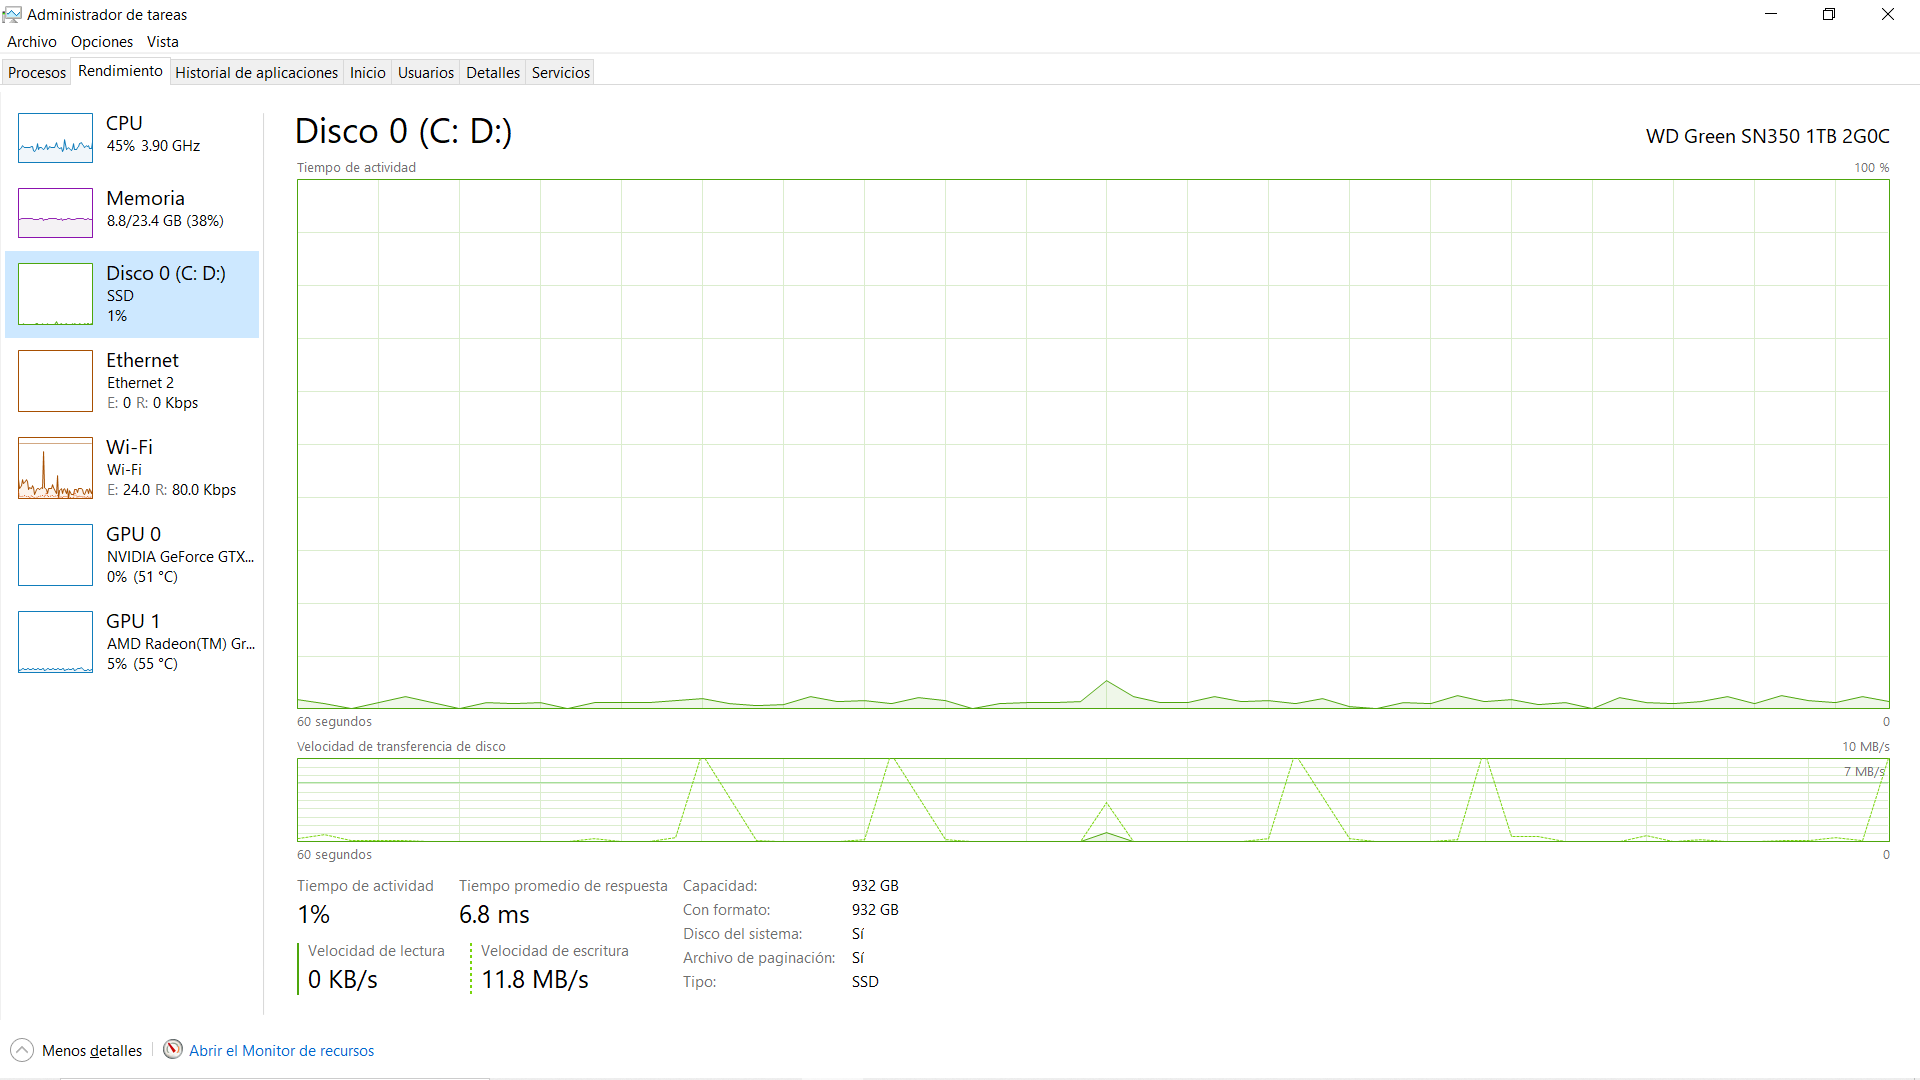 Administrador de tareas
Archivo Opciones Vista
Procesos Rendimiento Historial de aplicaciones Inicio Usuarios Detalles Servicios
CPU
45% 3.90 GHz
Memoria
8.8/23.4 GB (38%)
Disco 0 (C: D:)
SSD
1%
Ethernet
Ethernet 2
E: 0 R: 0 Kbps
Wi-Fi
Wi-Fi
E: 24.0 R: 80.0 Kbps
GPU 0
NVIDIA GeForce GTX...
0% (51 °C)
GPU 1
AMD Radeon(TM) Gr...
5% (55 °C)
Disco 0 (C: D:)
WD Green SN350 1TB 2G0C
Tiempo de actividad
100 %
60 segundos
0
Velocidad de transferencia de disco
10 MB/s
7 MB/s
60 segundos
0
Tiempo de actividad
1%
Tiempo promedio de respuesta
6.8 ms
Velocidad de lectura
0 KB/s
Velocidad de escritura
11.8 MB/s
Capacidad: 932 GB
Con formato: 932 GB
Disco del sistema: Sí
Archivo de paginación: Sí
Tipo: SSD
Menos detalles
Abrir el Monitor de recursos